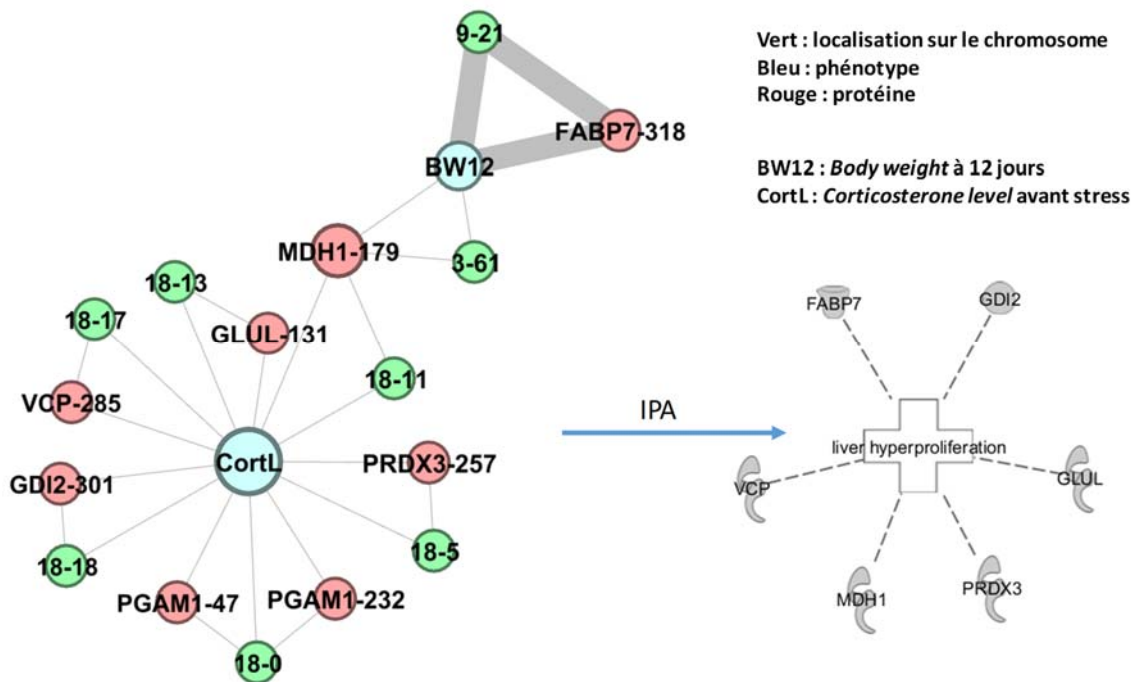 9-21
FABP7-318
BW12
MDH1-179
3-61
18-13
18-17
GLUL-131
18-11
VCP-285
CortL
PRDX3-257
GDI2-301
18-18
18-5
PGAM1-47
PGAM1-232
18-0
Vert : localisation sur le chromosome
Bleu : phénotype
Rouge : protéine
BW12 : Body weight à 12 jours
CortL : Corticosterone level avant stress
IPA
FABP7
GDI2
liver hyperproliferation
VCP
GLUL
MDH1
PRDX3